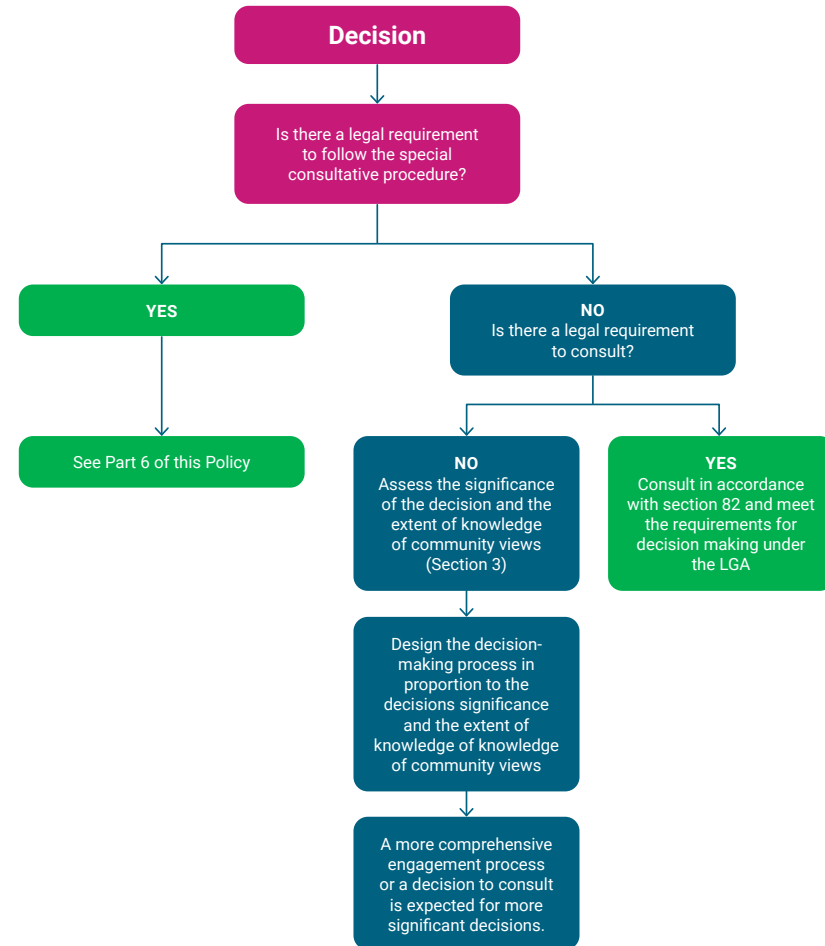 Decision
Is there a legal requirement
to follow the special
consultative procedure?
YES
NO
Is there a legal requirement
to consult?
See Part 6 of this Policy
NO
Assess the significance
of the decision and the
extent of knowledge
of community views
(Section 3)
YES
Consult in accordance
with section 82 and meet
the requirements for
decision making under
the LGA
Design the decision-
making process in
proportion to the
decisions significance
and the extent of
knowledge of knowledge
of community views
A more comprehensive
engagement process
or a decision to consult
is expected for more
significant decisions.